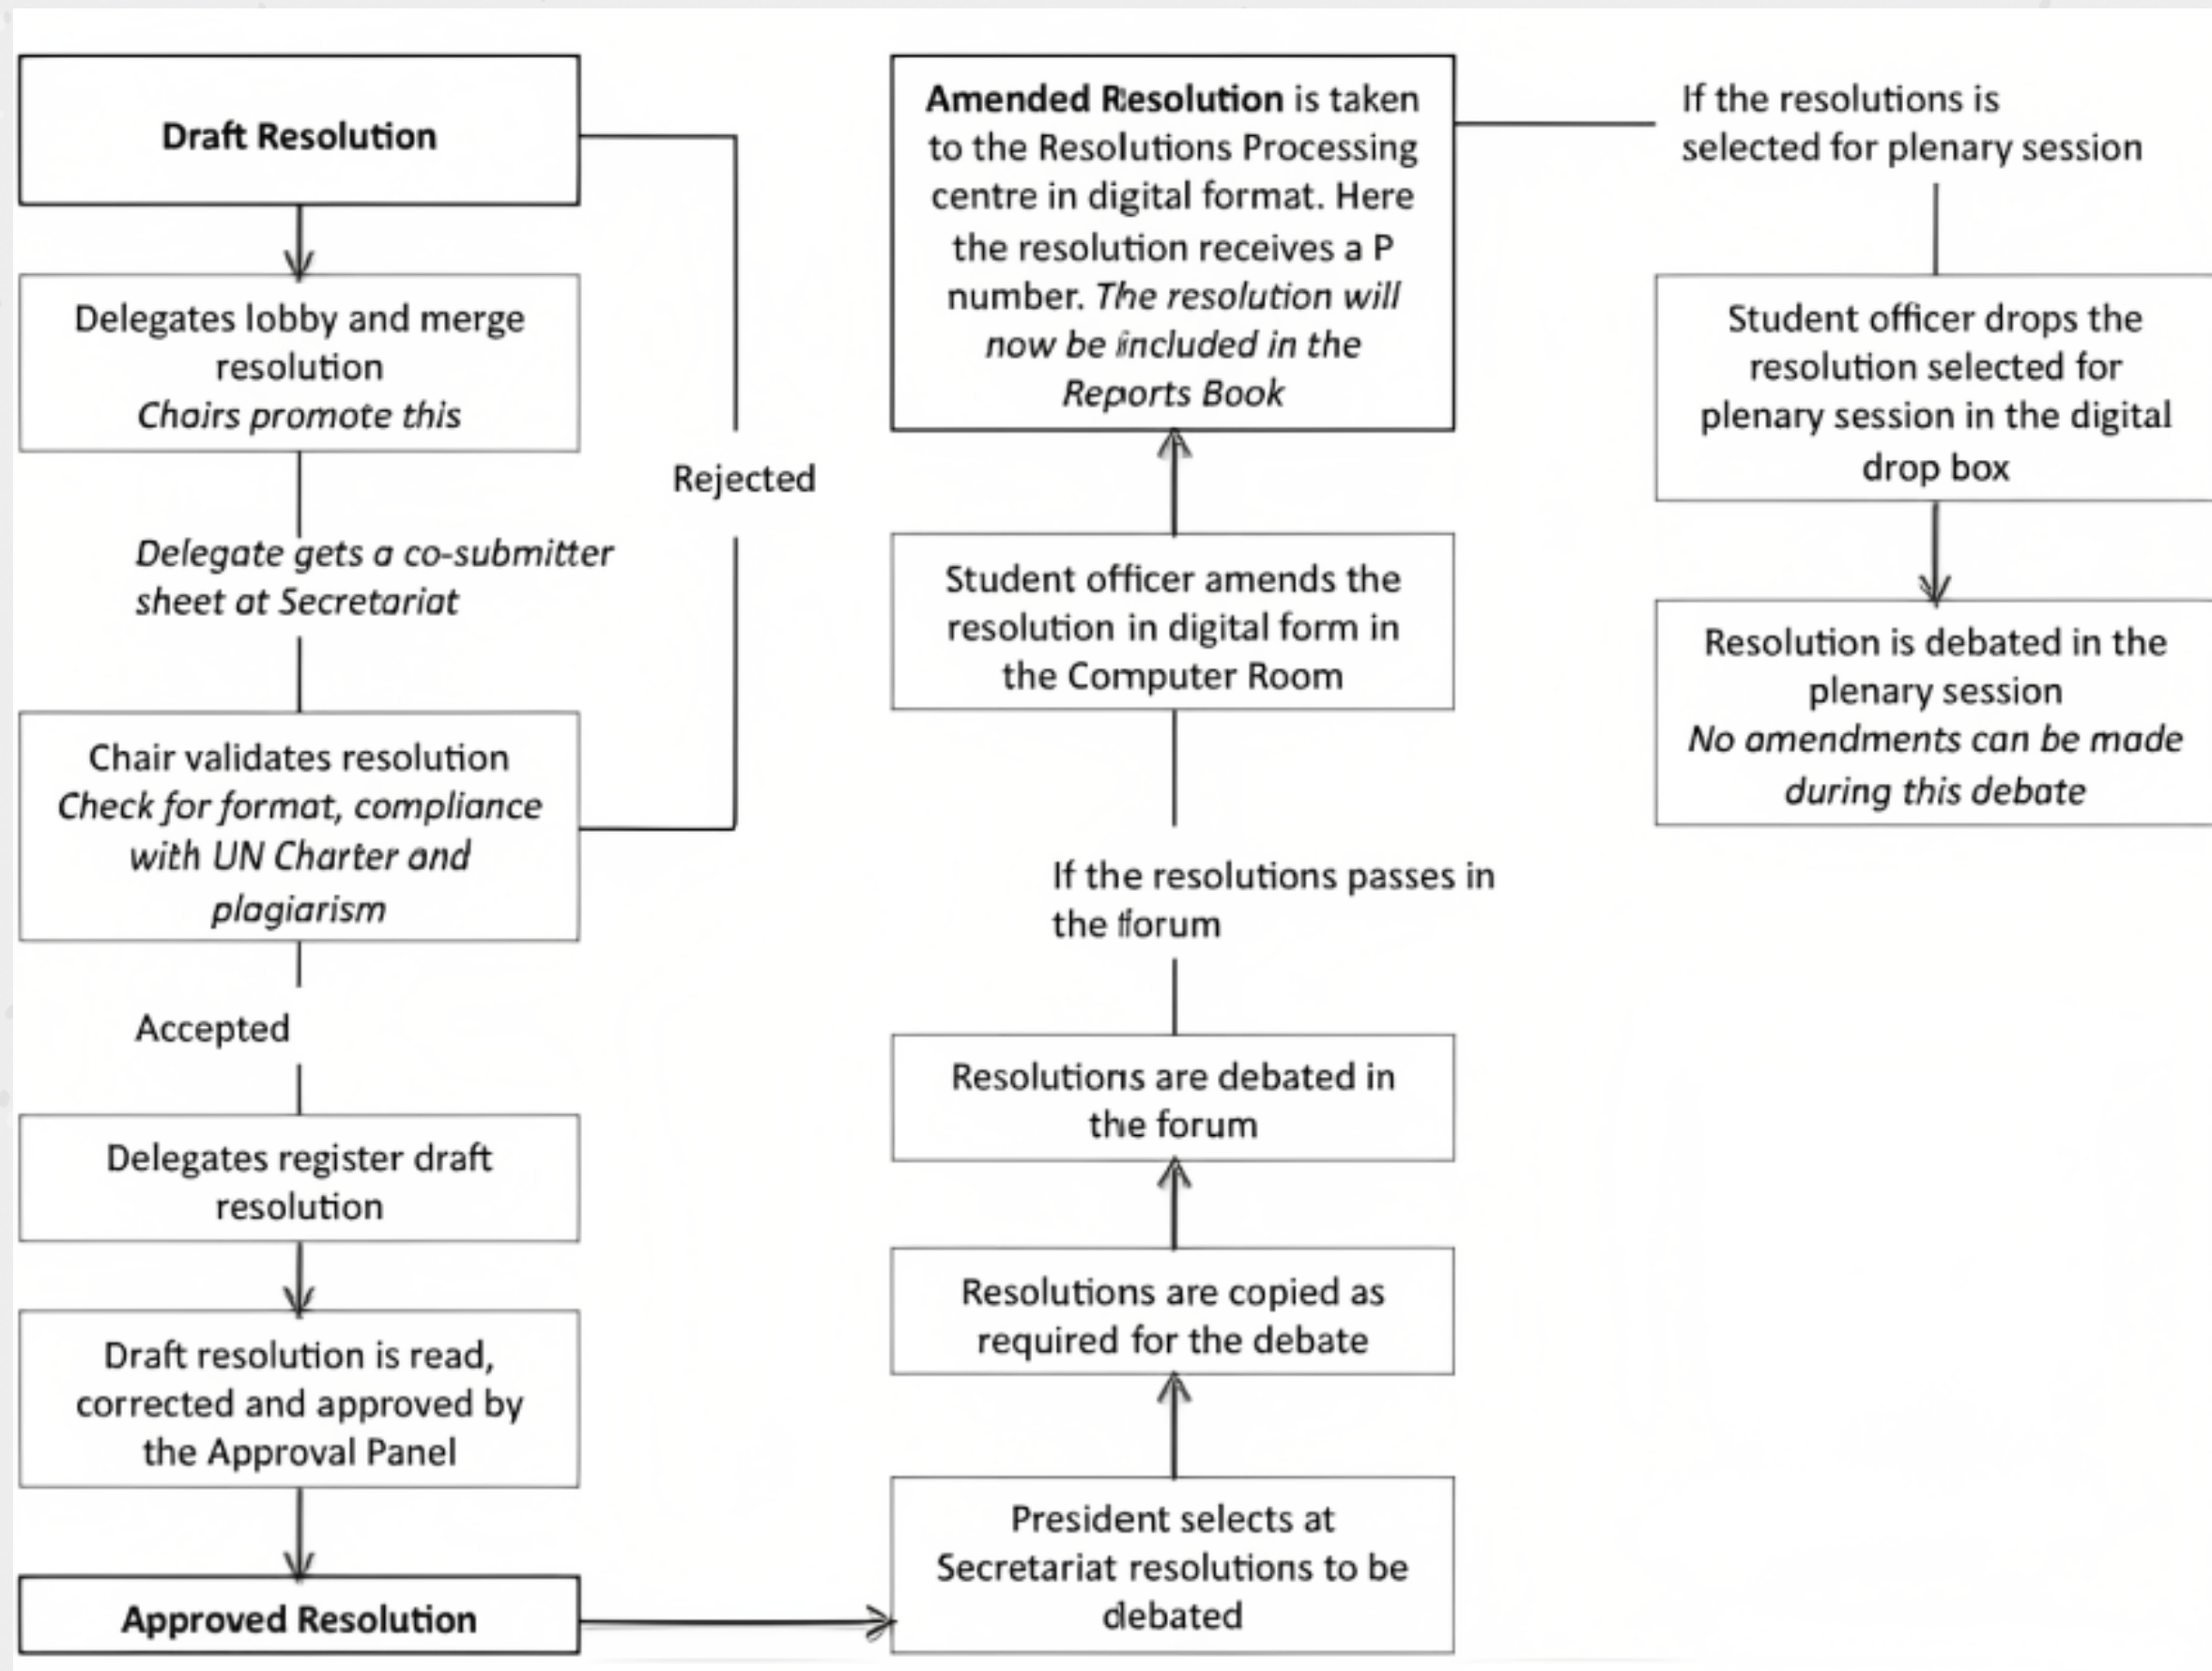 Draft Resolution
Delegates lobby and merge
resolution
Chairs promote this
Delegate gets a co-submitter
sheet at Secretariat
Rejected
Chair validates resolution
Check for format, compliance
with UN Charter and
plagiarism
Accepted
Delegates register draft
resolution
Draft resolution is read,
corrected and approved by
the Approval Panel
Approved Resolution
President selects at
Secretariat resolutions to be
debated
Resolutions are copied as
required for the debate
Resolutions are debated in
the forum
If the resolutions passes in
the forum
Student officer amends the
resolution in digital form in
the Computer Room
Amended Resolution is taken
to the Resolutions Processing
centre in digital format. Here
the resolution receives a P
number. The resolution will
now be included in the
Reports Book
If the resolutions is
selected for plenary session
Student officer drops the
resolution selected for
plenary session in the digital
drop box
Resolution is debated in the
plenary session
No amendments can be made
during this debate